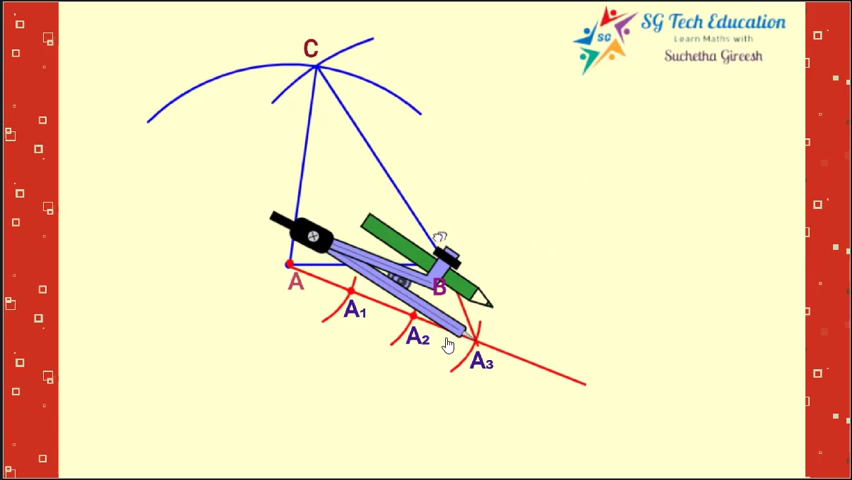 SG Tech Education
SG
Learn Maths with
Suchetha Gireesh
C
A
B
A₁
A₂
A₃